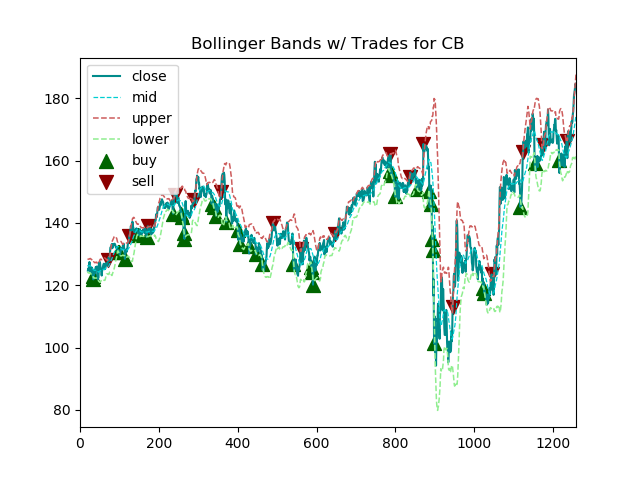 Bollinger Bands w/ Trades for CB
close
mid
upper
lower
buy
sell
180
160
140
120
100
80
0 200 400 600 800 1000 1200